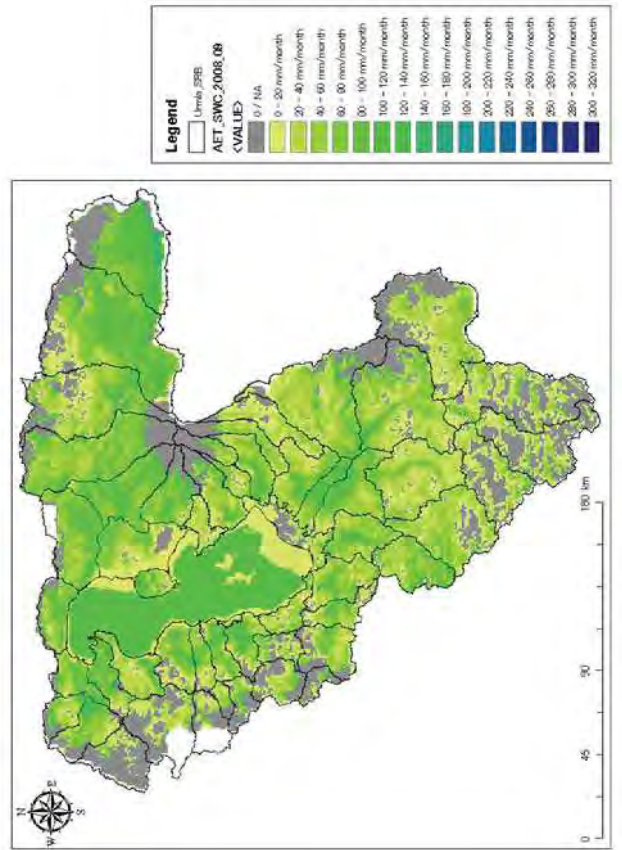 N
W E
S
Legend
AET_SWC_2008_09
<VALUE>
0 / NA
0 - 20 mm/month
20 - 40 mm/month
40 - 60 mm/month
60 - 80 mm/month
80 - 100 mm/month
100 - 120 mm/month
120 - 140 mm/month
140 - 160 mm/month
160 - 180 mm/month
180 - 200 mm/month
200 - 220 mm/month
220 - 240 mm/month
240 - 260 mm/month
260 - 280 mm/month
280 - 300 mm/month
300 - 320 mm/month
0 45 90 180 km